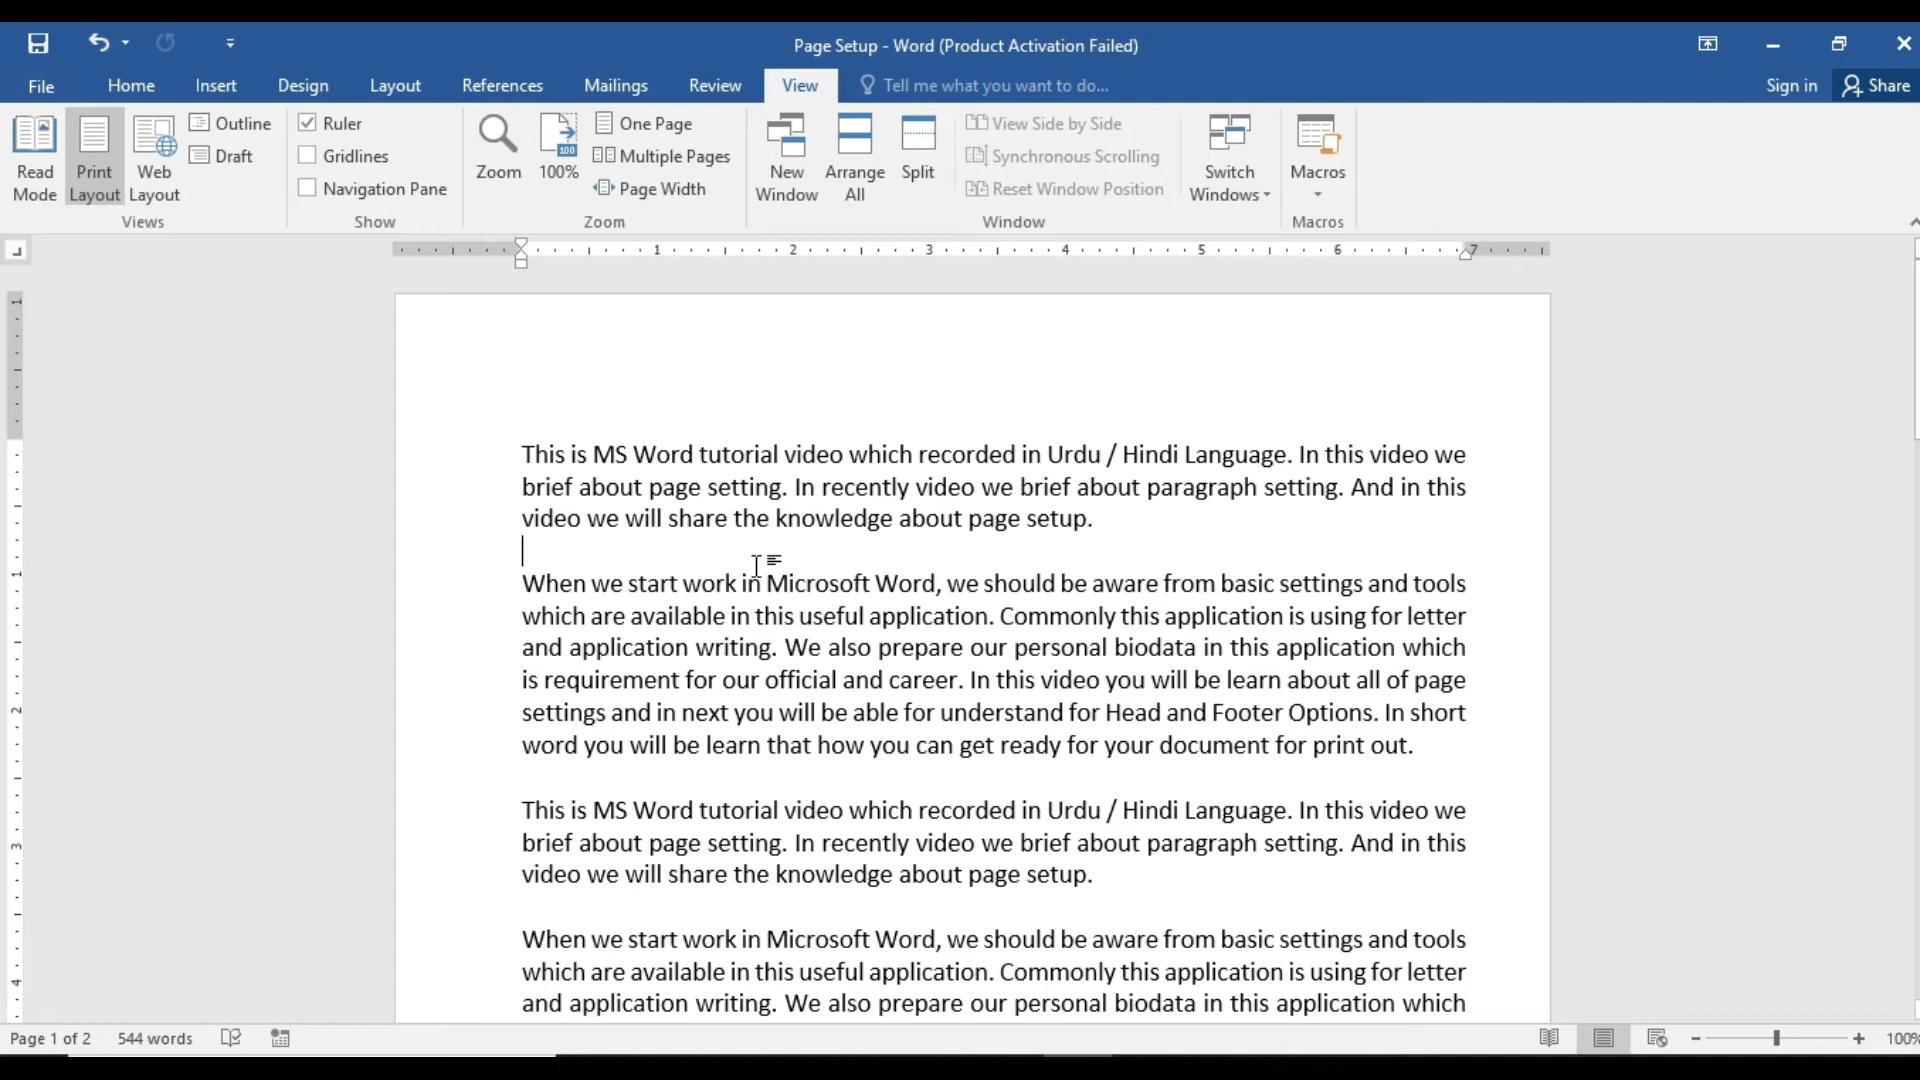 Page Setup - Word (Product Activation Failed)
File Home Insert Design Layout References Mailings Review View Tell me what you want to do... Sign in Share
Read Mode
Print Layout
Web Layout
Outline
Draft
Views
Ruler
Gridlines
Navigation Pane
Show
Zoom
100
100%
One Page
Multiple Pages
Page Width
Zoom
New Window
Arrange All
Split
View Side by Side
Synchronous Scrolling
Reset Window Position
Window
Switch Windows
Macros
Macros
1 2 3 4 5 6 7
1
1
2
3
4
This is MS Word tutorial video which recorded in Urdu / Hindi Language. In this video we
brief about page setting. In recently video we brief about paragraph setting. And in this
video we will share the knowledge about page setup.
When we start work in Microsoft Word, we should be aware from basic settings and tools
which are available in this useful application. Commonly this application is using for letter
and application writing. We also prepare our personal biodata in this application which
is requirement for our official and career. In this video you will be learn about all of page
settings and in next you will be able for understand for Head and Footer Options. In short
word you will be learn that how you can get ready for your document for print out.
This is MS Word tutorial video which recorded in Urdu / Hindi Language. In this video we
brief about page setting. In recently video we brief about paragraph setting. And in this
video we will share the knowledge about page setup.
When we start work in Microsoft Word, we should be aware from basic settings and tools
which are available in this useful application. Commonly this application is using for letter
and application writing. We also prepare our personal biodata in this application which
Page 1 of 2 544 words 100%